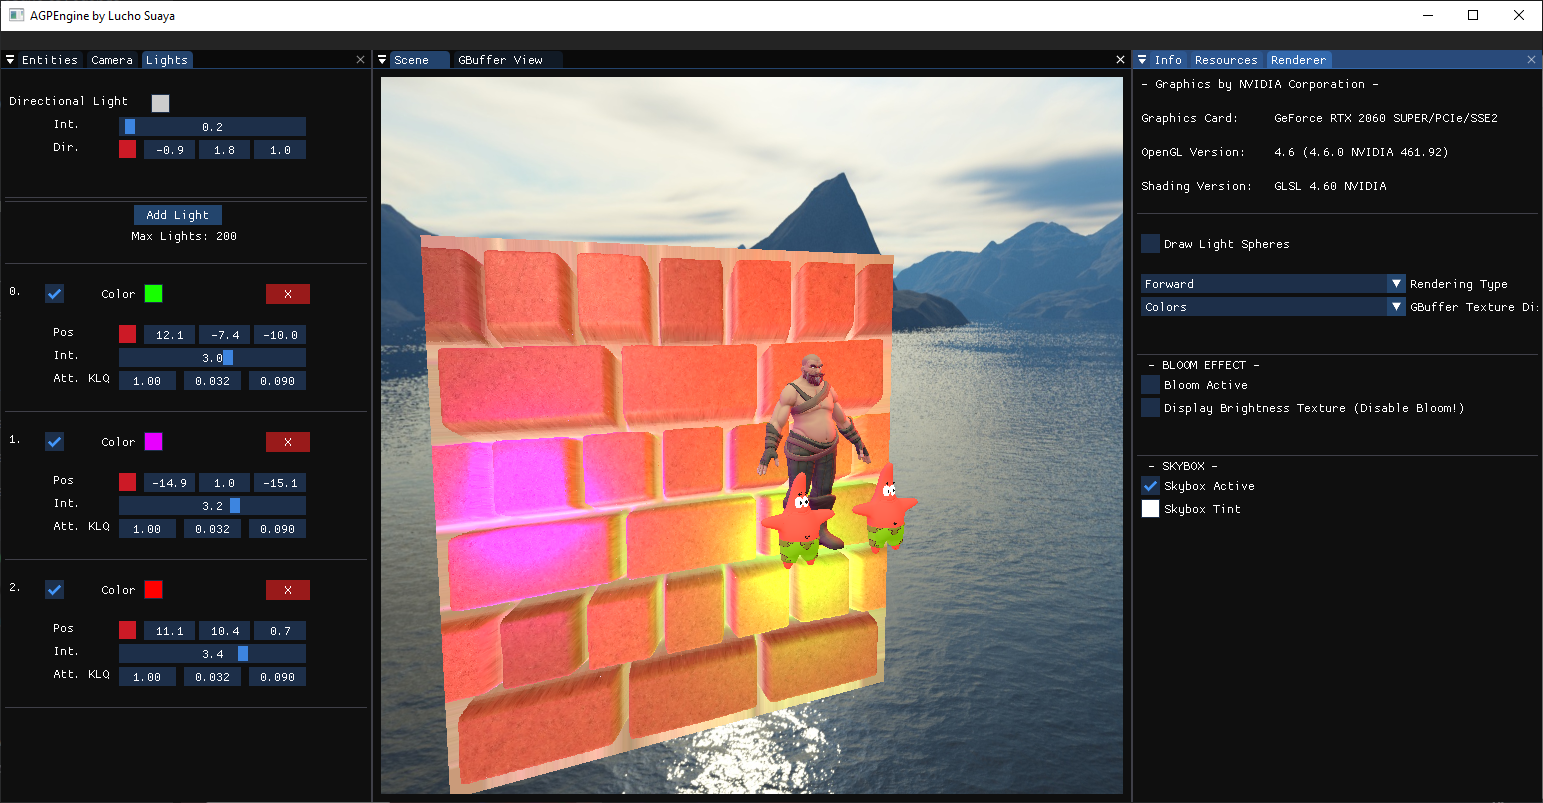 AGPEngine by Lucho Suaya
Entities Camera Lights
Directional Light
Int. 0.2
Dir. -0.9 1.8 1.0
Add Light
Max Lights: 200
0. Color X
Pos 12.1 -7.4 -10.0
Int. 3.0
Att. KLQ 1.00 0.032 0.090
1. Color X
Pos -14.9 1.0 -15.1
Int. 3.2
Att. KLQ 1.00 0.032 0.090
2. Color X
Pos 11.1 10.4 0.7
Int. 3.4
Att. KLQ 1.00 0.032 0.090
Scene GBuffer View
Info Resources Renderer
- Graphics by NVIDIA Corporation -
Graphics Card: GeForce RTX 2060 SUPER/PCIe/SSE2
OpenGL Version: 4.6 (4.6.0 NVIDIA 461.92)
Shading Version: GLSL 4.60 NVIDIA
Draw Light Spheres
Forward Rendering Type
Colors GBuffer Texture Di
- BLOOM EFFECT -
Bloom Active
Display Brightness Texture (Disable Bloom!)
- SKYBOX -
Skybox Active
Skybox Tint